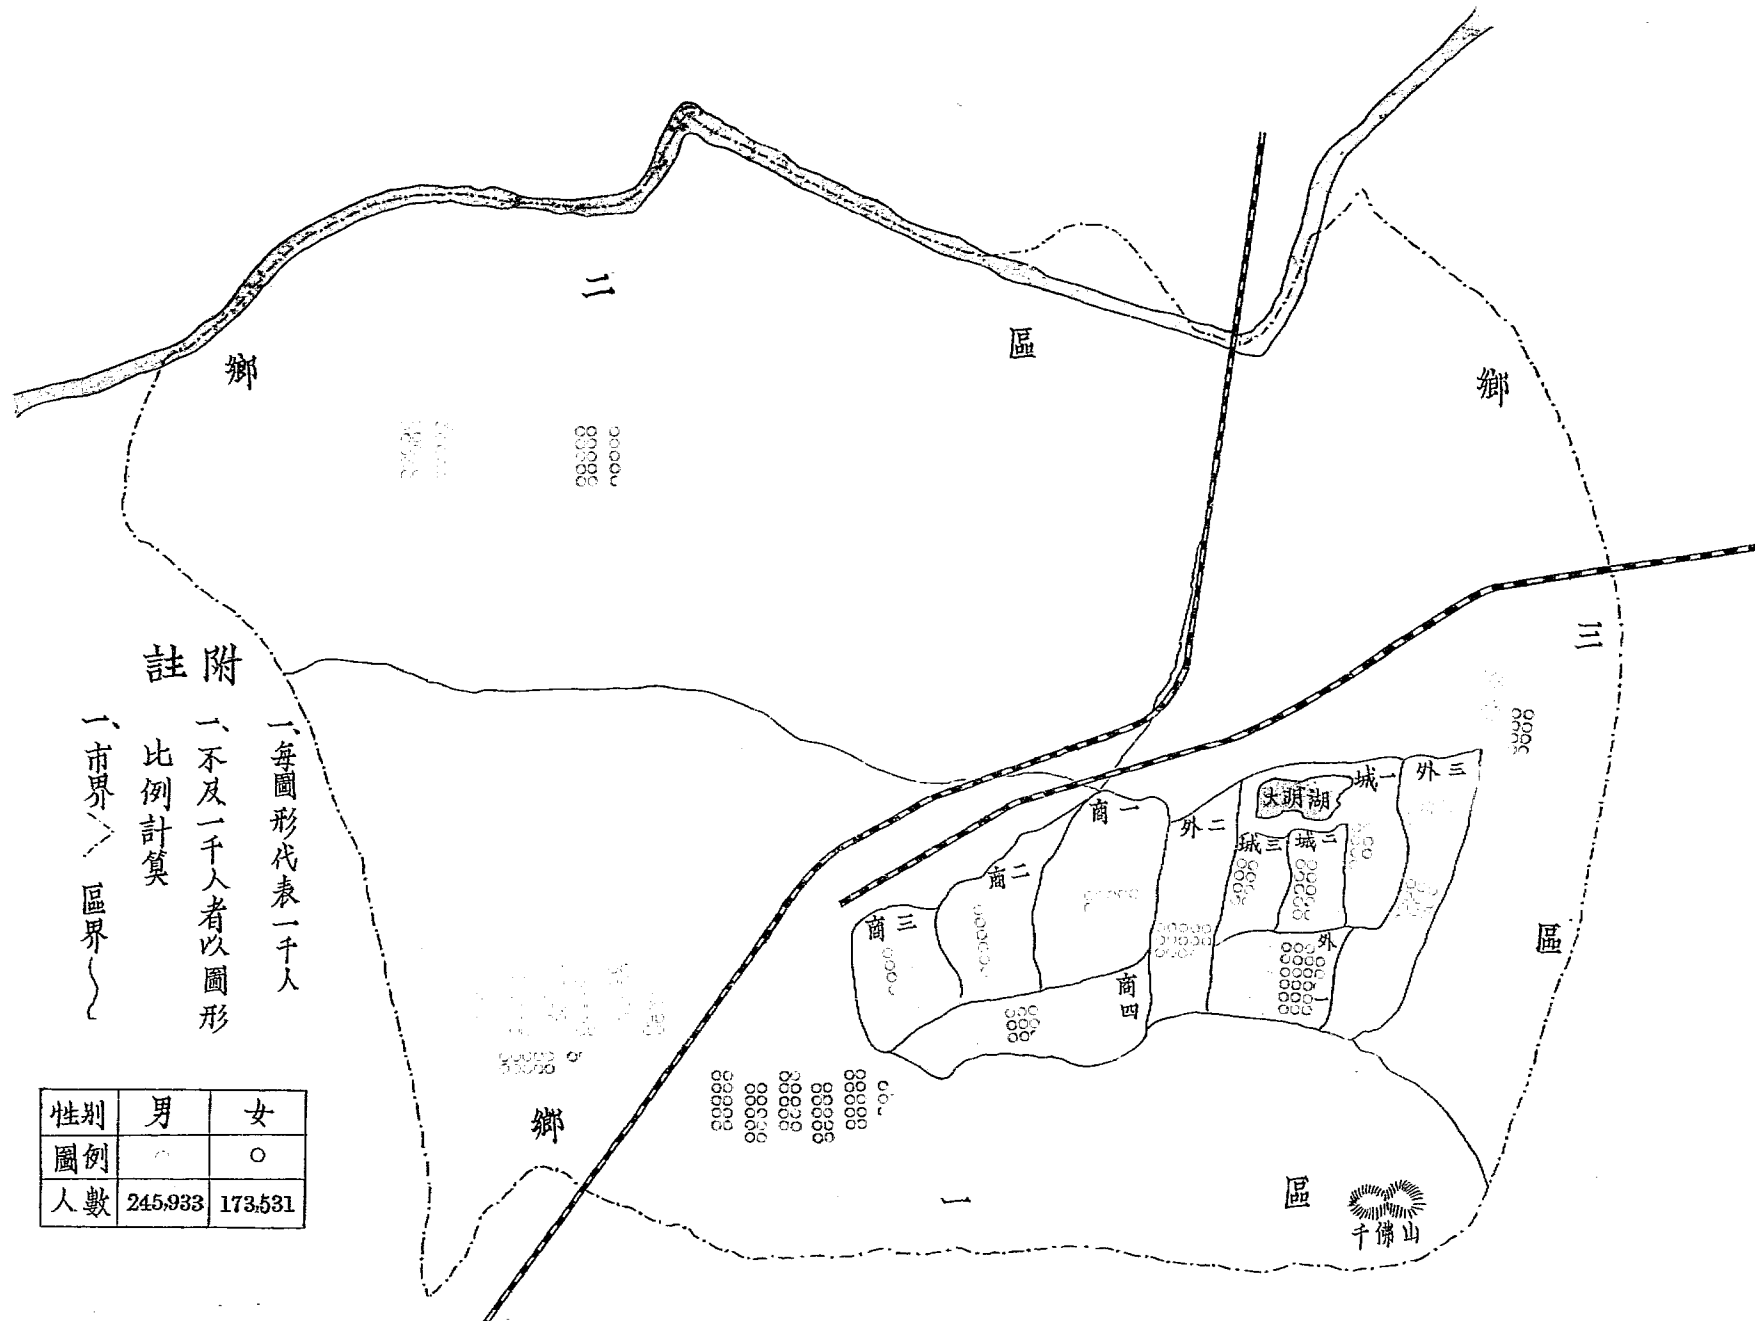 鄉二區
鄉三區
鄉一區
商一
商二
商三
商四
外一
外二
外三
城一
城二
城三
大明湖
千佛山
附註
一、每圖形代表一千人
一、不及一千人者以圖形
比例計算
一、市界 區界
性別 男 女
圖例
人數 245,933 173,531